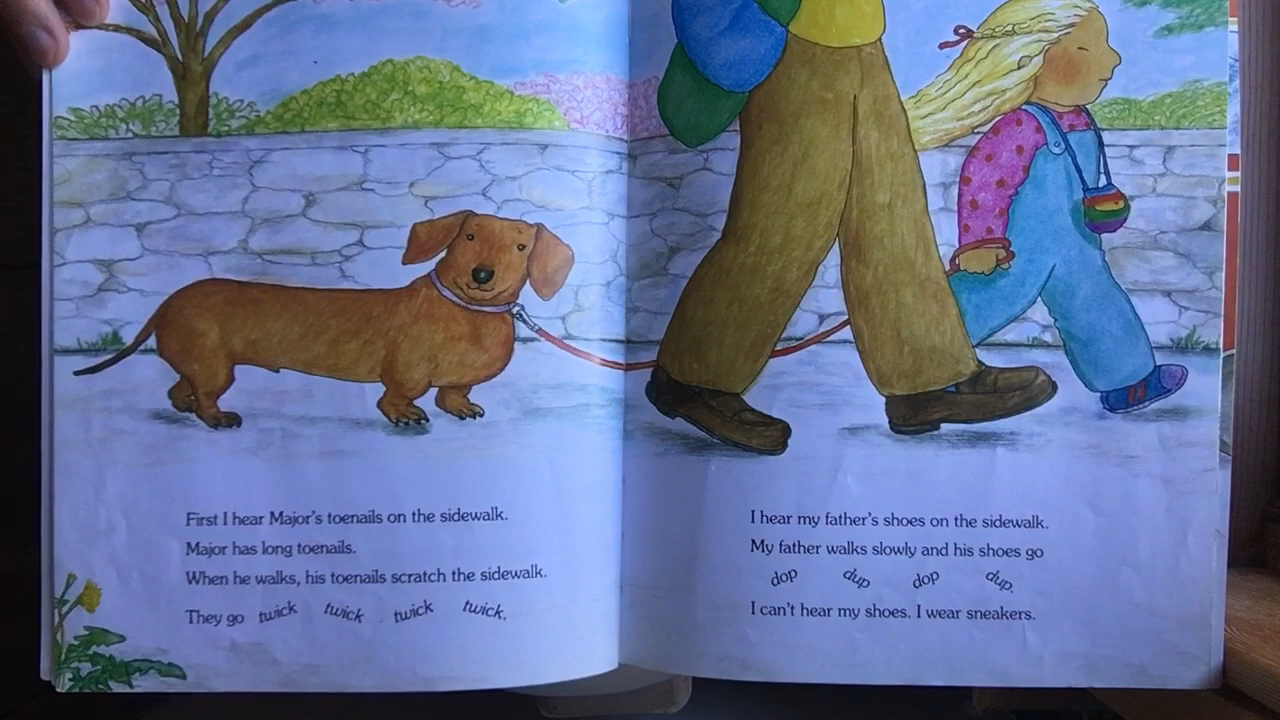 First I hear Major's toenails on the sidewalk.
Major has long toenails.
When he walks, his toenails scratch the sidewalk.
They go twick twick twick twick.
I hear my father's shoes on the sidewalk.
My father walks slowly and his shoes go
dop dup dop dup.
I can't hear my shoes. I wear sneakers.